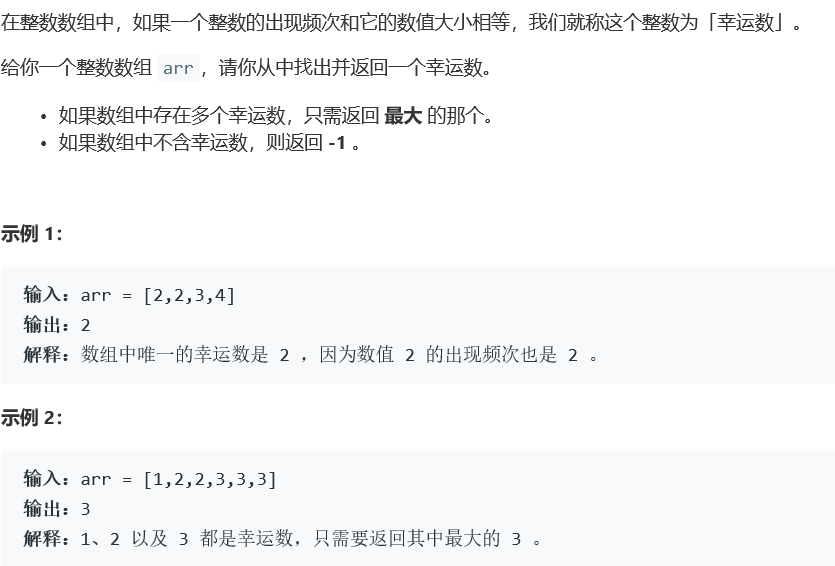 在整数数组中，如果一个整数的出现频次和它的数值大小相等，我们就称这个整数为「幸运数」。
给你一个整数数组 arr，请你从中找出并返回一个幸运数。
• 如果数组中存在多个幸运数，只需返回 最大 的那个。
• 如果数组中不含幸运数，则返回 -1 。
示例 1：
输入：arr = [2,2,3,4]
输出：2
解释：数组中唯一的幸运数是 2 ，因为数值 2 的出现频次也是 2 。
示例 2：
输入：arr = [1,2,2,3,3,3]
输出：3
解释：1、2 以及 3 都是幸运数，只需要返回其中最大的 3 。